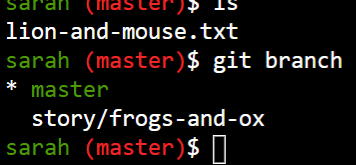 sarah (master)$ ls
lion-and-mouse.txt
sarah (master)$ git branch
* master
  story/frogs-and-ox
sarah (master)$